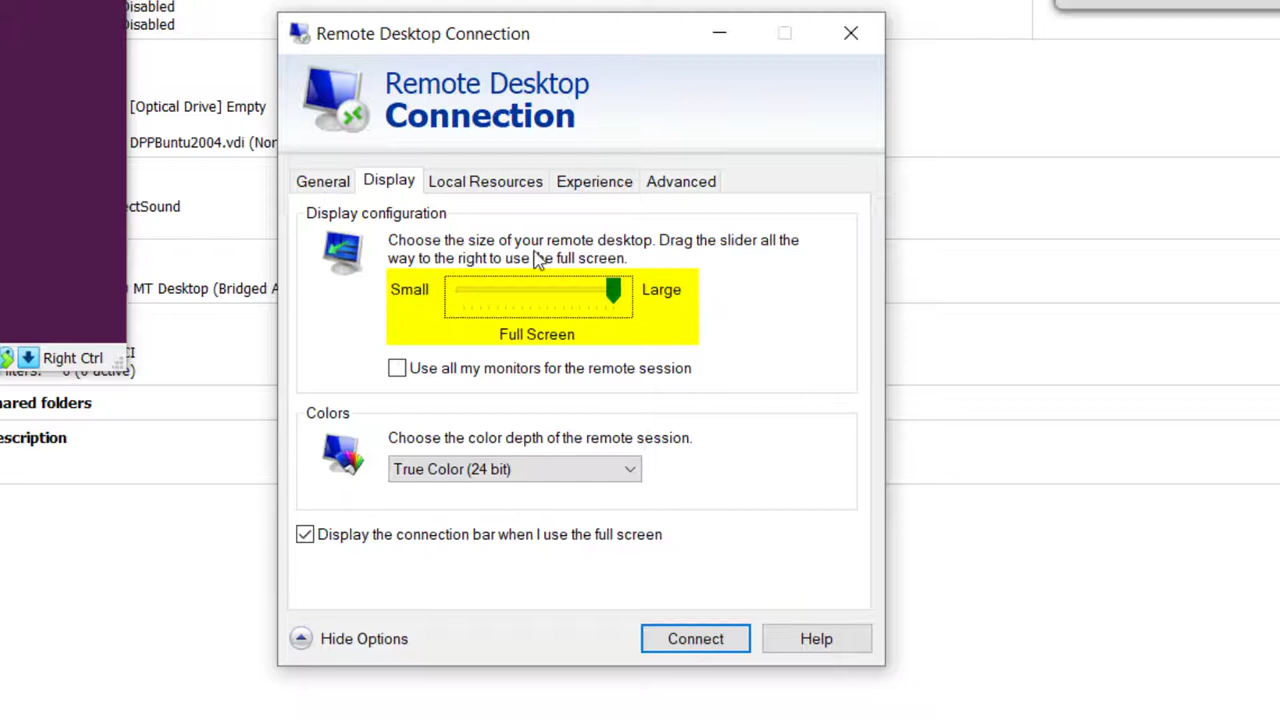 isabled
isabled
[Optical Drive] Empty
DPPBuntu2004.vdi (Nor
ectSound
MT Desktop (Bridged A
Right Ctrl
(0 active)
ared folders
escription
Remote Desktop Connection
Remote Desktop
Connection
General Display Local Resources Experience Advanced
Display configuration
Choose the size of your remote desktop. Drag the slider all the
way to the right to use the full screen.
Small Large
Full Screen
Use all my monitors for the remote session
Colors
Choose the color depth of the remote session.
True Color (24 bit)
Display the connection bar when I use the full screen
Hide Options Connect Help